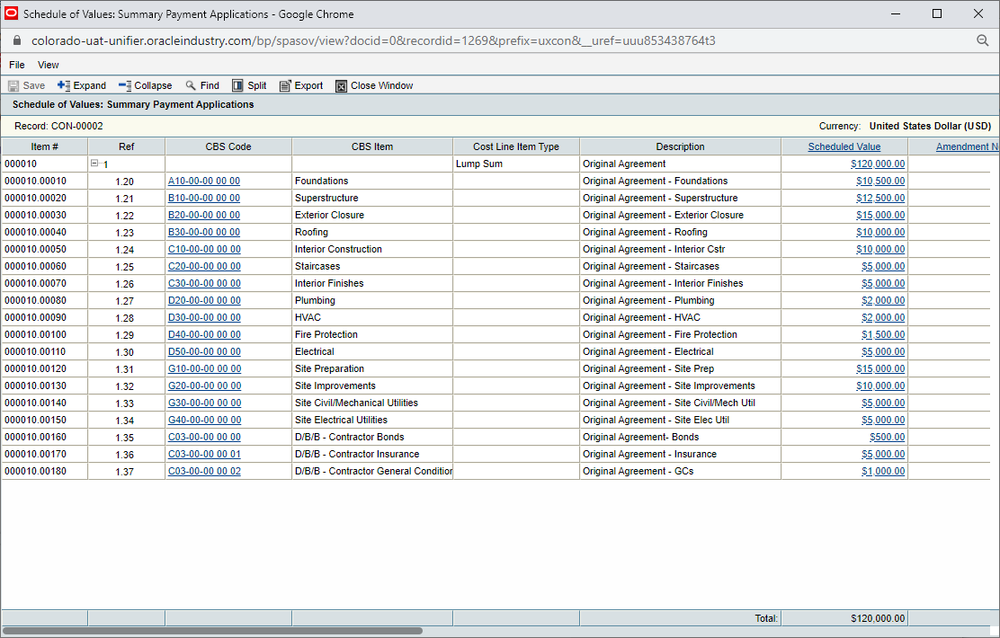 Schedule of Values: Summary Payment Applications - Google Chrome
colorado-uat-unifier.oracleindustry.com/bp/spasov/view?docid=0&recordid=1269&prefix=uxcon&__uref=uuu853438764t3
File View
Save Expand Collapse Find Split Export Close Window
Schedule of Values: Summary Payment Applications
Record: CON-00002 Currency: United States Dollar (USD)
Item # Ref CBS Code CBS Item Cost Line Item Type Description Scheduled Value Amendment N
000010 1 Lump Sum Original Agreement $120,000.00
000010.00010 1.20 A10-00-00 00 00 Foundations Original Agreement - Foundations $10,500.00
000010.00020 1.21 B10-00-00 00 00 Superstructure Original Agreement - Superstructure $12,500.00
000010.00030 1.22 B20-00-00 00 00 Exterior Closure Original Agreement - Exterior Closure $15,000.00
000010.00040 1.23 B30-00-00 00 00 Roofing Original Agreement - Roofing $10,000.00
000010.00050 1.24 C10-00-00 00 00 Interior Construction Original Agreement - Interior Cstr $10,000.00
000010.00060 1.25 C20-00-00 00 00 Staircases Original Agreement - Staircases $5,000.00
000010.00070 1.26 C30-00-00 00 00 Interior Finishes Original Agreement - Interior Finishes $5,000.00
000010.00080 1.27 D20-00-00 00 00 Plumbing Original Agreement - Plumbing $2,000.00
000010.00090 1.28 D30-00-00 00 00 HVAC Original Agreement - HVAC $2,000.00
000010.00100 1.29 D40-00-00 00 00 Fire Protection Original Agreement - Fire Protection $1,500.00
000010.00110 1.30 D50-00-00 00 00 Electrical Original Agreement - Electrical $5,000.00
000010.00120 1.31 G10-00-00 00 00 Site Preparation Original Agreement - Site Prep $15,000.00
000010.00130 1.32 G20-00-00 00 00 Site Improvements Original Agreement - Site Improvements $10,000.00
000010.00140 1.33 G30-00-00 00 00 Site Civil/Mechanical Utilities Original Agreement - Site Civil/Mech Util $5,000.00
000010.00150 1.34 G40-00-00 00 00 Site Electrical Utilities Original Agreement - Site Elec Util $5,000.00
000010.00160 1.35 C03-00-00 00 00 D/B/B - Contractor Bonds Original Agreement- Bonds $500.00
000010.00170 1.36 C03-00-00 00 01 D/B/B - Contractor Insurance Original Agreement - Insurance $5,000.00
000010.00180 1.37 C03-00-00 00 02 D/B/B - Contractor General Condition Original Agreement - GCs $1,000.00
Total: $120,000.00